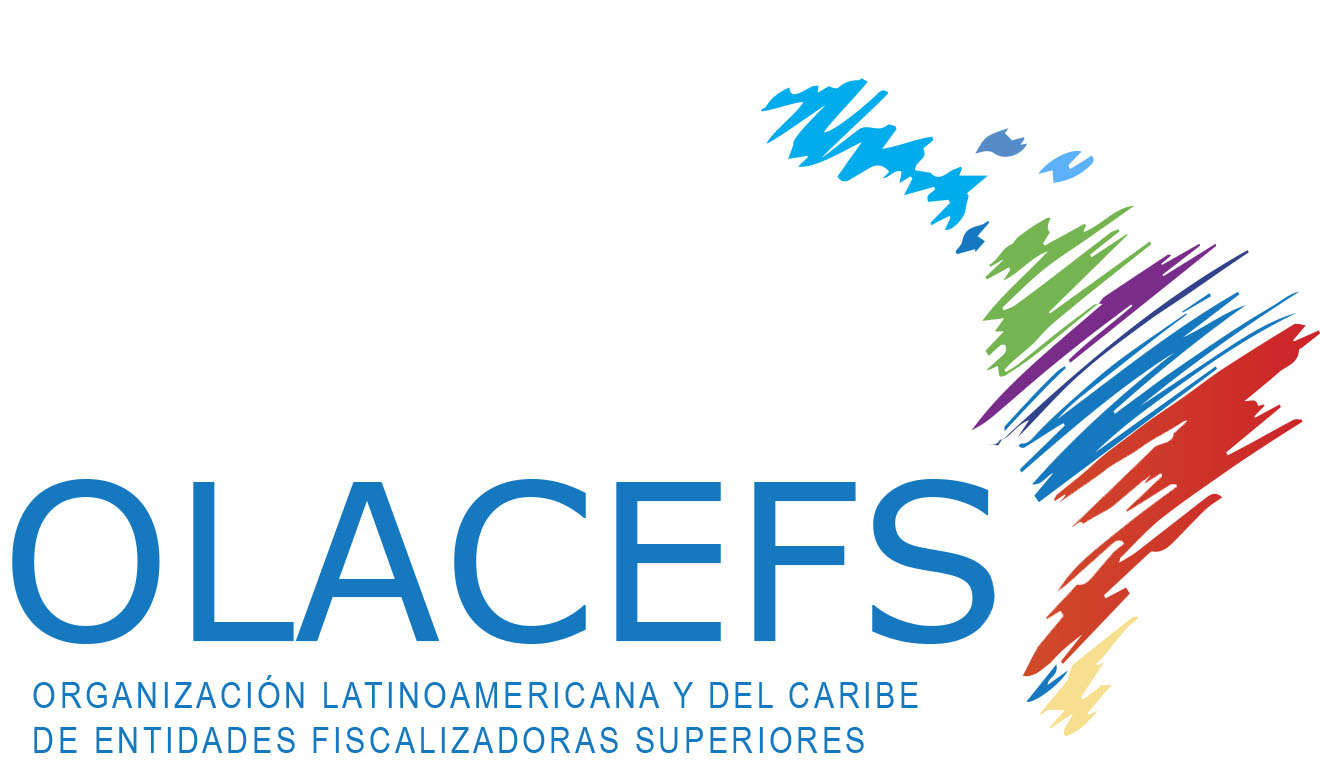 OLACEFS
ORGANIZACIÓN LATINOAMERICANA Y DEL CARIBE
DE ENTIDADES FISCALIZADORAS SUPERIORES